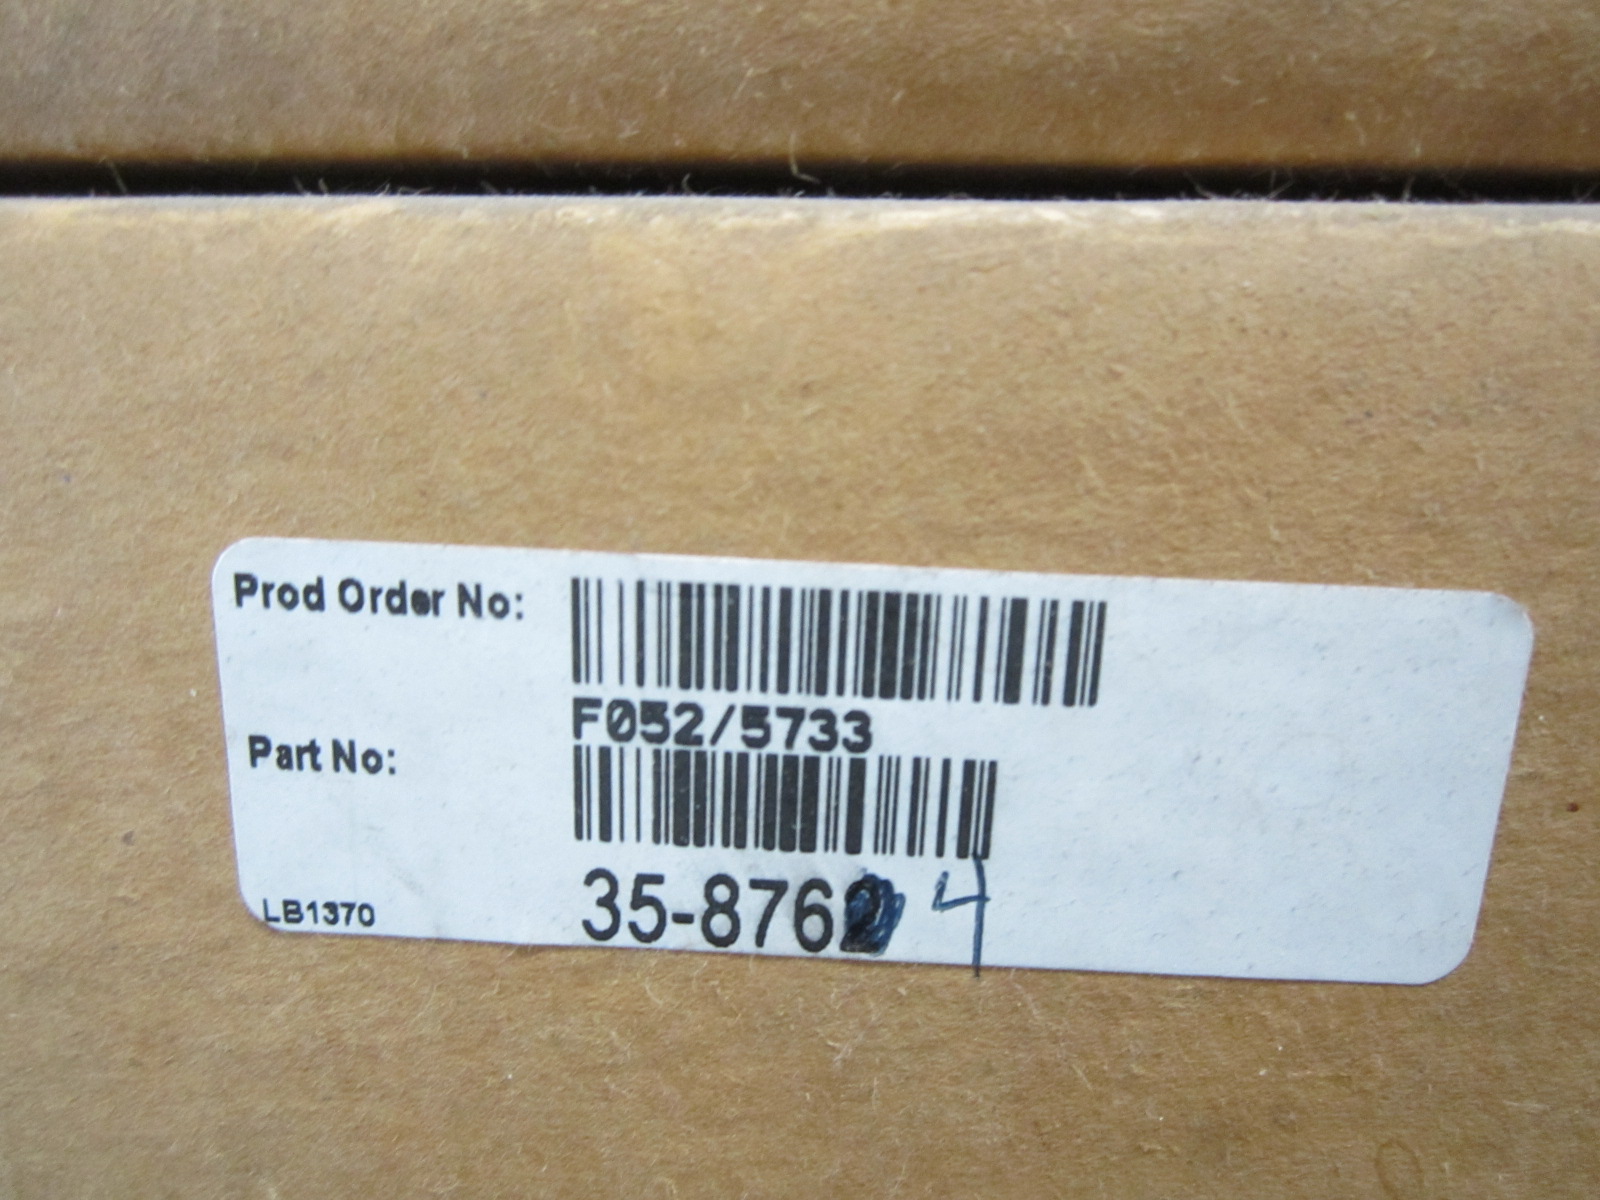 Prod Order No:
F052/5733
Part No:
35-876 4
LB1370